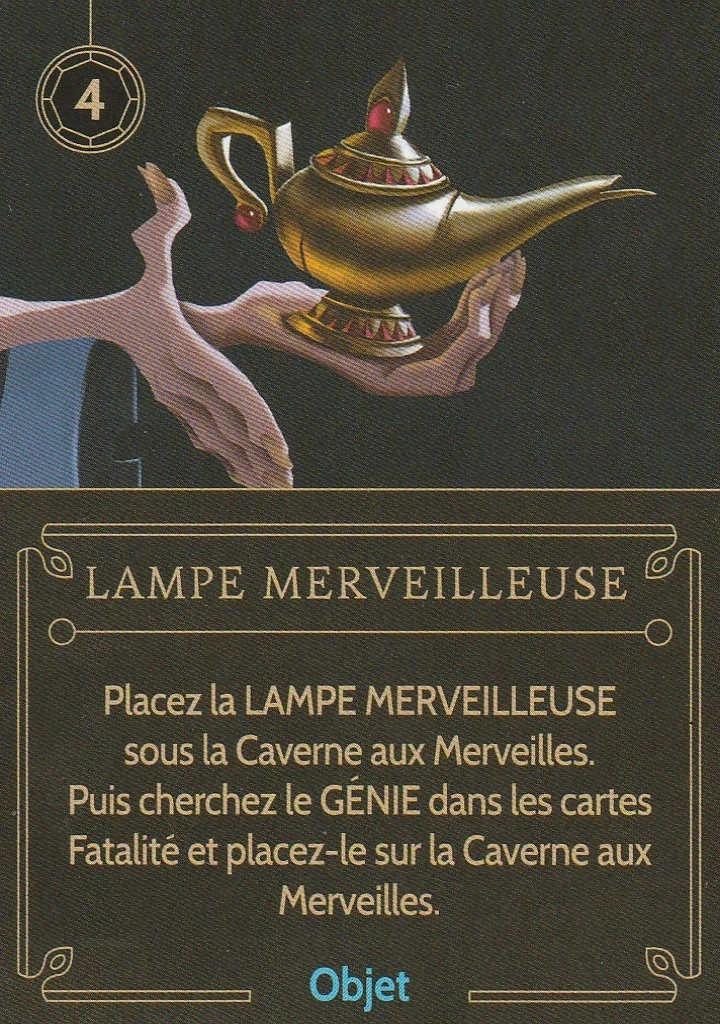 4
LAMPE MERVEILLEUSE
Placez la LAMPE MERVEILLEUSE
sous la Caverne aux Merveilles.
Puis cherchez le GÉNIE dans les cartes
Fatalité et placez-le sur la Caverne aux
Merveilles.
Objet